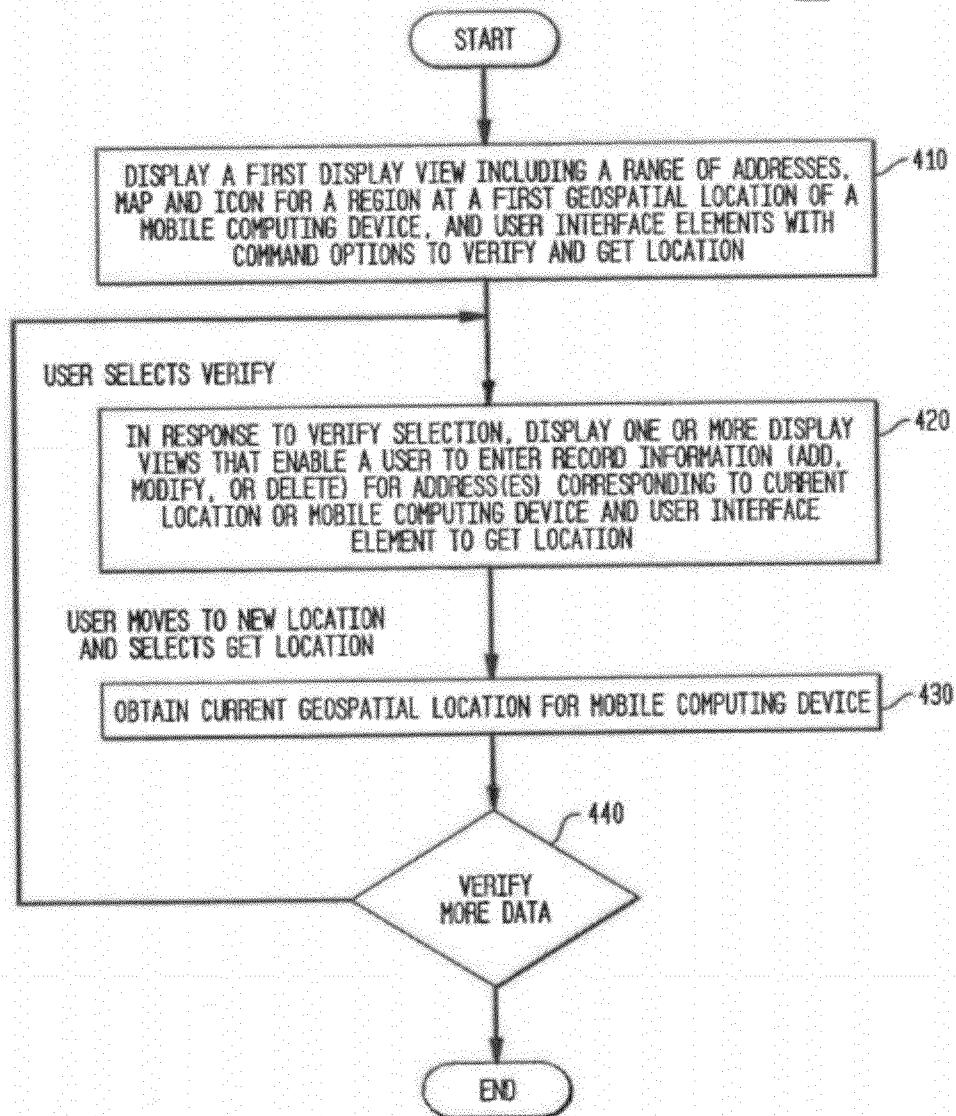 START
DISPLAY A FIRST DISPLAY VIEW INCLUDING A RANGE OF ADDRESSES,
MAP AND ICON FOR A REGION AT A FIRST GEOSPATIAL LOCATION OF A
MOBILE COMPUTING DEVICE, AND USER INTERFACE ELEMENTS WITH
COMMAND OPTIONS TO VERIFY AND GET LOCATION
410
USER SELECTS VERIFY
IN RESPONSE TO VERIFY SELECTION, DISPLAY ONE OR MORE DISPLAY
VIEWS THAT ENABLE A USER TO ENTER RECORD INFORMATION (ADD,
MODIFY, OR DELETE) FOR ADDRESS(ES) CORRESPONDING TO CURRENT
LOCATION OR MOBILE COMPUTING DEVICE AND USER INTERFACE
ELEMENT TO GET LOCATION
420
USER MOVES TO NEW LOCATION
AND SELECTS GET LOCATION
OBTAIN CURRENT GEOSPATIAL LOCATION FOR MOBILE COMPUTING DEVICE
430
440
VERIFY
MORE DATA
END